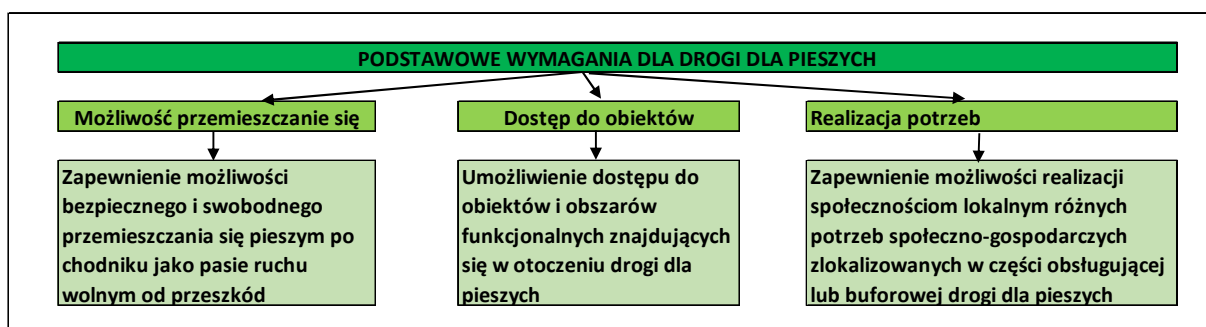 PODSTAWOWE WYMAGANIA DLA DROGI DLA PIESZYCH
Możliwość przemieszczanie się
Zapewnienie możliwości
bezpiecznego i swobodnego
przemieszczania się pieszym po
chodniku jako pasie ruchu
wolnym od przeszkód
Dostęp do obiektów
Umożliwienie dostępu do
obiektów i obszarów
funkcjonalnych znajdujących
się w otoczeniu drogi dla
pieszych
Realizacja potrzeb
Zapewnienie możliwości realizacji
społecznościom lokalnym różnych
potrzeb społeczno-gospodarczych
zlokalizowanych w części obsługującej
lub buforowej drogi dla pieszych